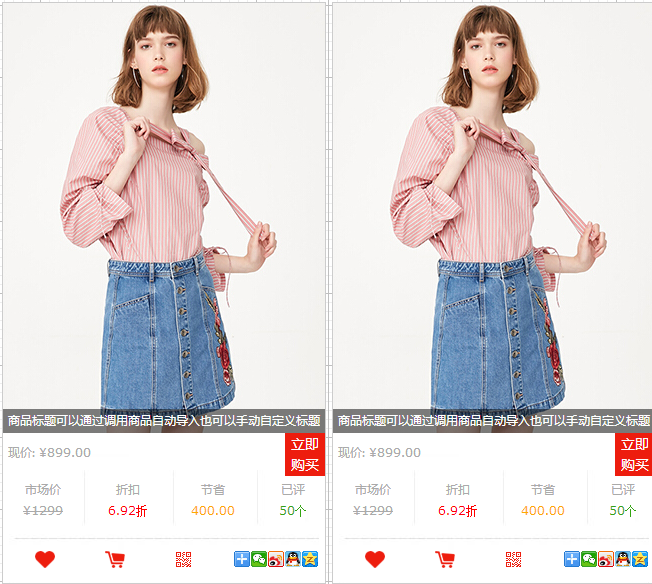 商品标题可以通过调用商品自动导入也可以手动自定义标题
现价: ¥899.00
立即
购买
市场价 折扣 节省 已评
¥1299 6.92折 400.00 50个
商品标题可以通过调用商品自动导入也可以手动自定义标题
现价: ¥899.00
立即
购买
市场价 折扣 节省 已评
¥1299 6.92折 400.00 50个